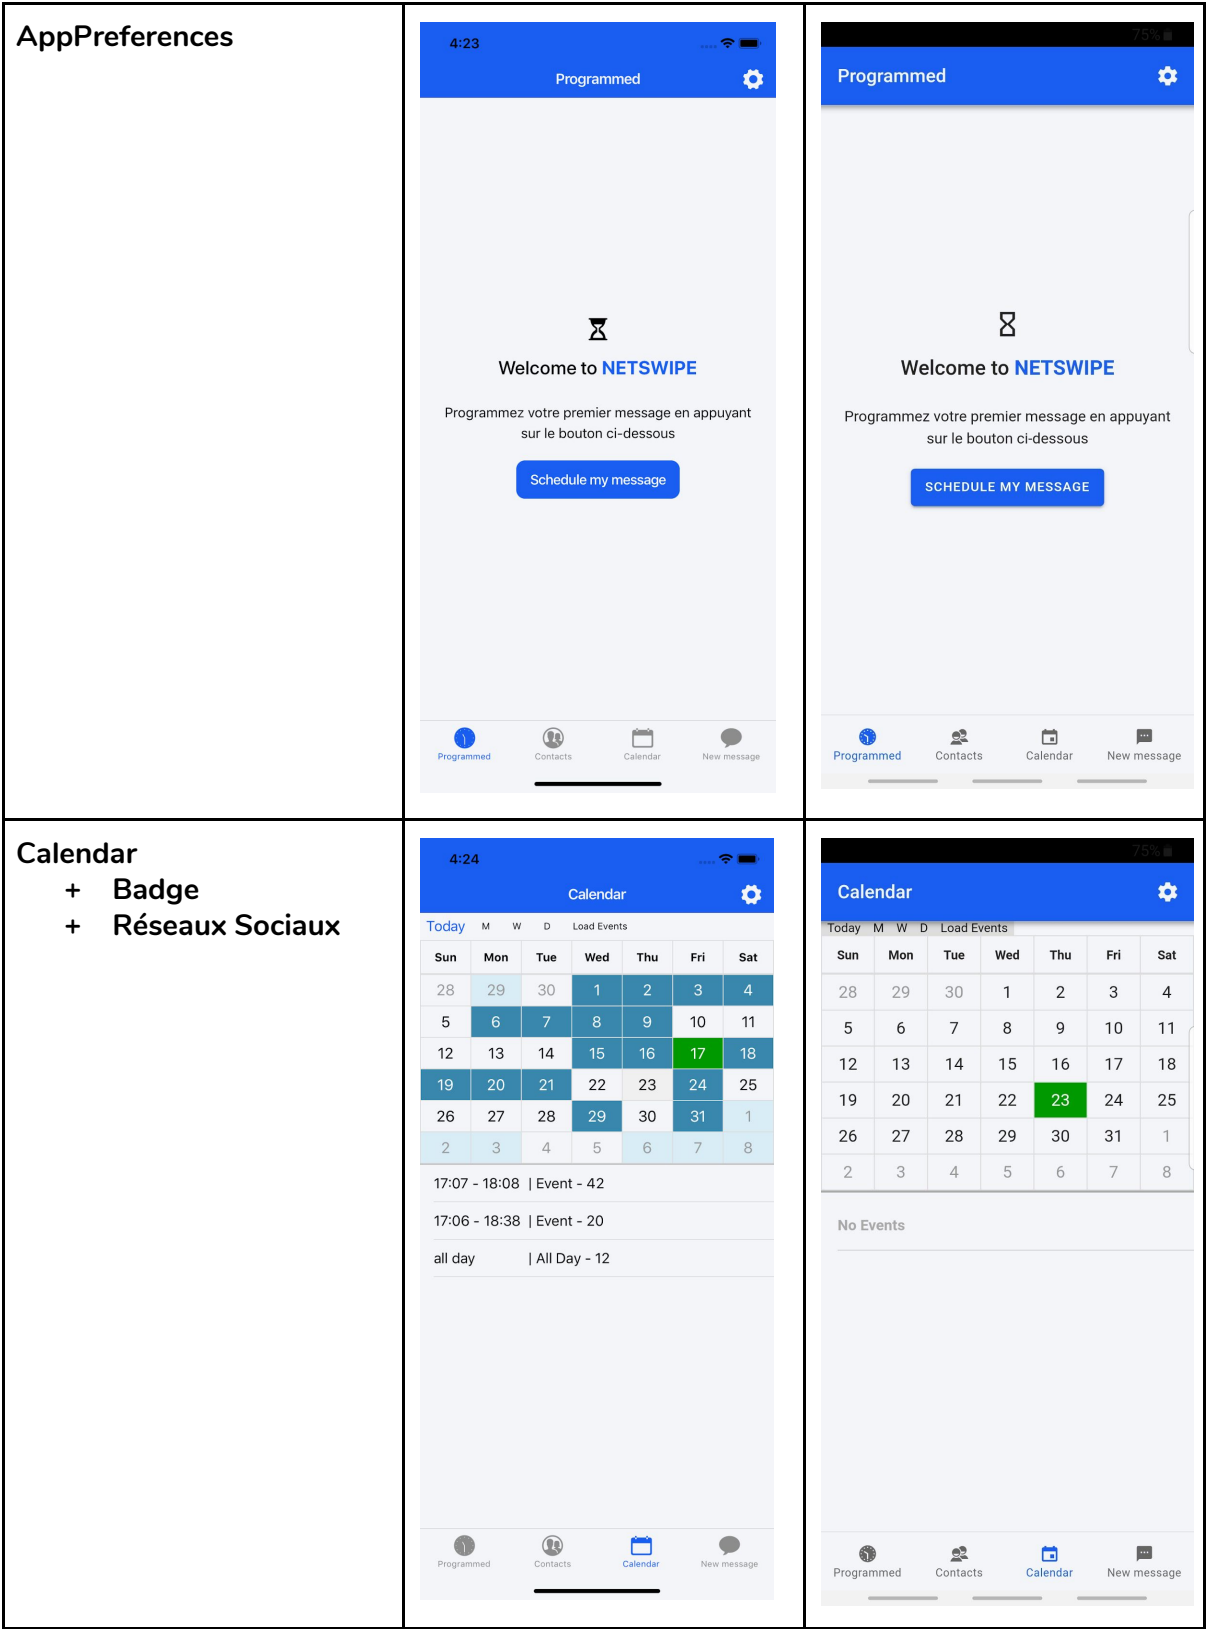 AppPreferences
4:23
Programmed
Welcome to NETSWIPE
Programmez votre premier message en appuyant
sur le bouton ci-dessous
Schedule my message
Programmed Contacts Calendar New message
75%
Programmed
Welcome to NETSWIPE
Programmez votre premier message en appuyant
sur le bouton ci-dessous
SCHEDULE MY MESSAGE
Programmed Contacts Calendar New message
Calendar
+ Badge
+ Réseaux Sociaux
4:24
Calendar
Today M W D Load Events
Sun Mon Tue Wed Thu Fri Sat
28 29 30 1 2 3 4
5 6 7 8 9 10 11
12 13 14 15 16 17 18
19 20 21 22 23 24 25
26 27 28 29 30 31 1
2 3 4 5 6 7 8
17:07 - 18:08 | Event - 42
17:06 - 18:38 | Event - 20
all day | All Day - 12
Programmed Contacts Calendar New message
75%
Calendar
Today M W D Load Events
Sun Mon Tue Wed Thu Fri Sat
28 29 30 1 2 3 4
5 6 7 8 9 10 11
12 13 14 15 16 17 18
19 20 21 22 23 24 25
26 27 28 29 30 31 1
2 3 4 5 6 7 8
No Events
Programmed Contacts Calendar New message